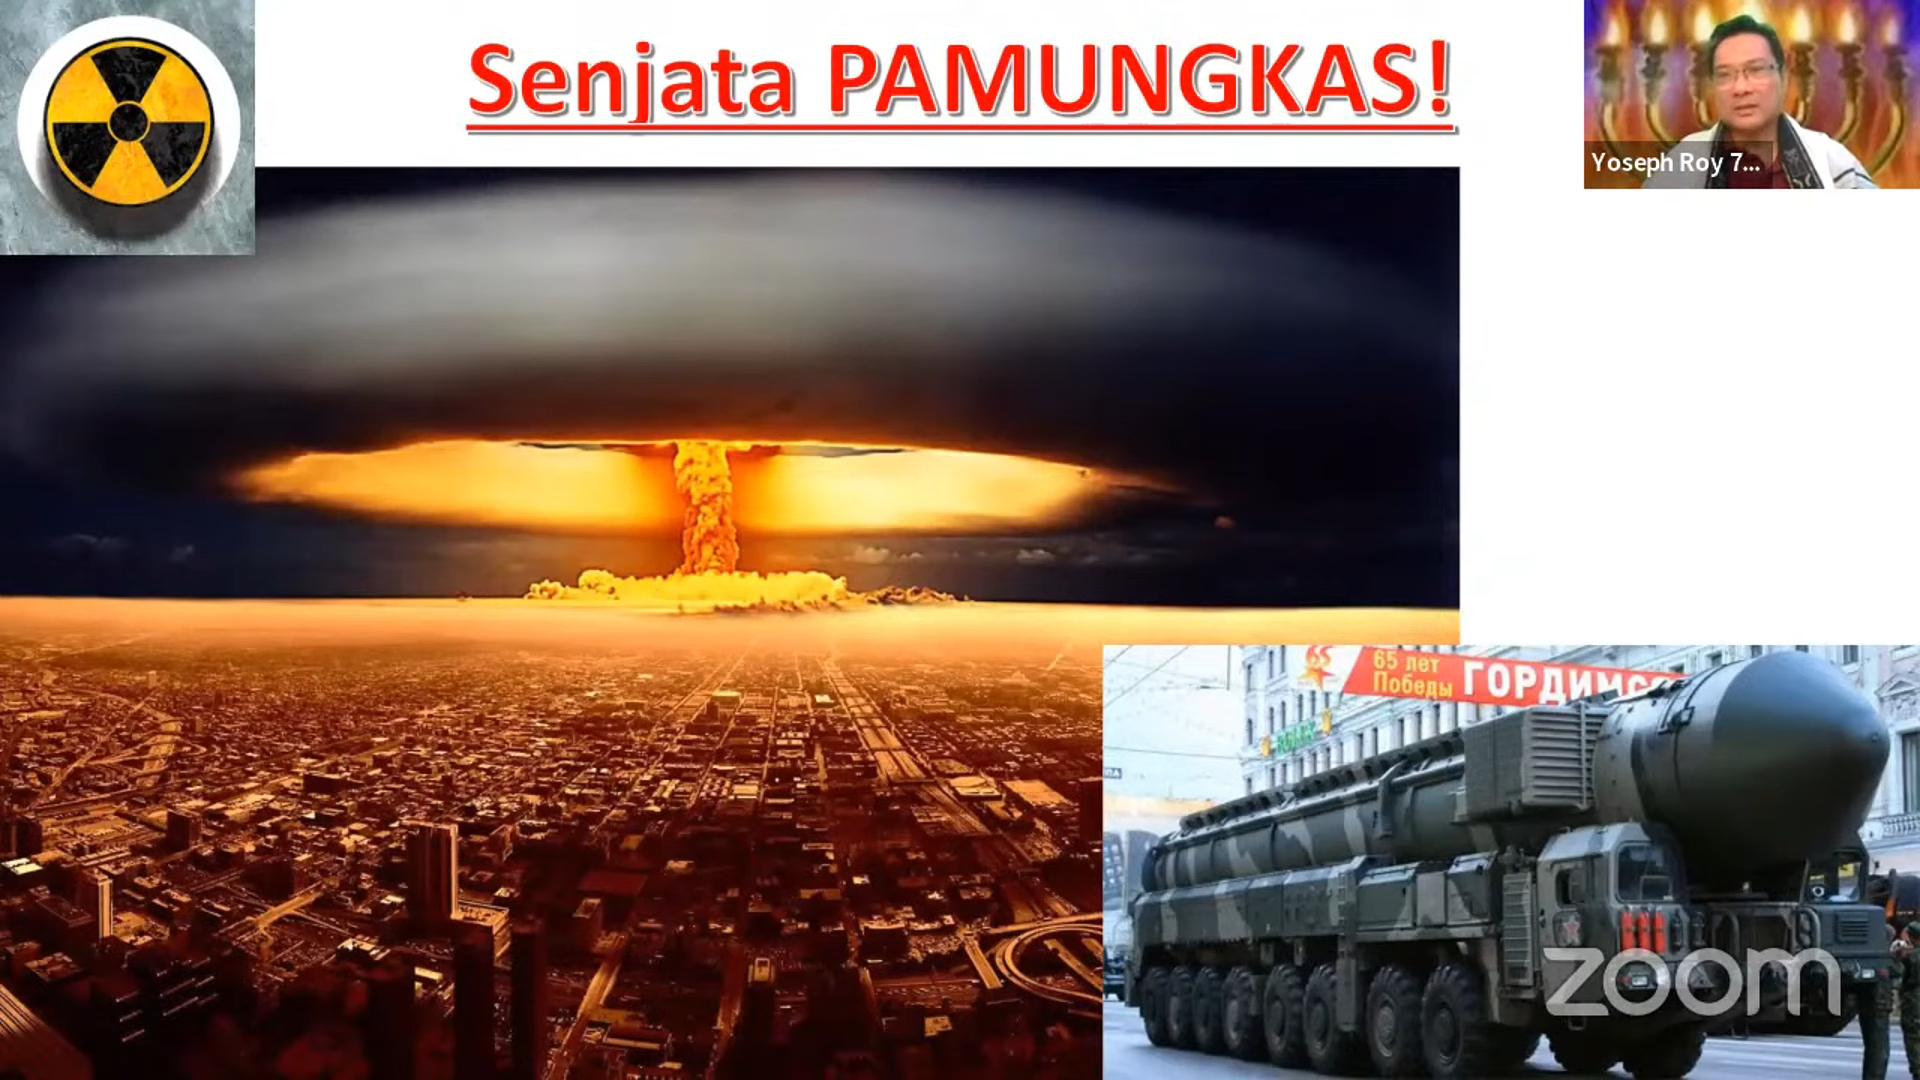 Senjata PAMUNGKAS!
Yoseph Roy 7...
65 лет
Победы
ГОРДИМС
zoom